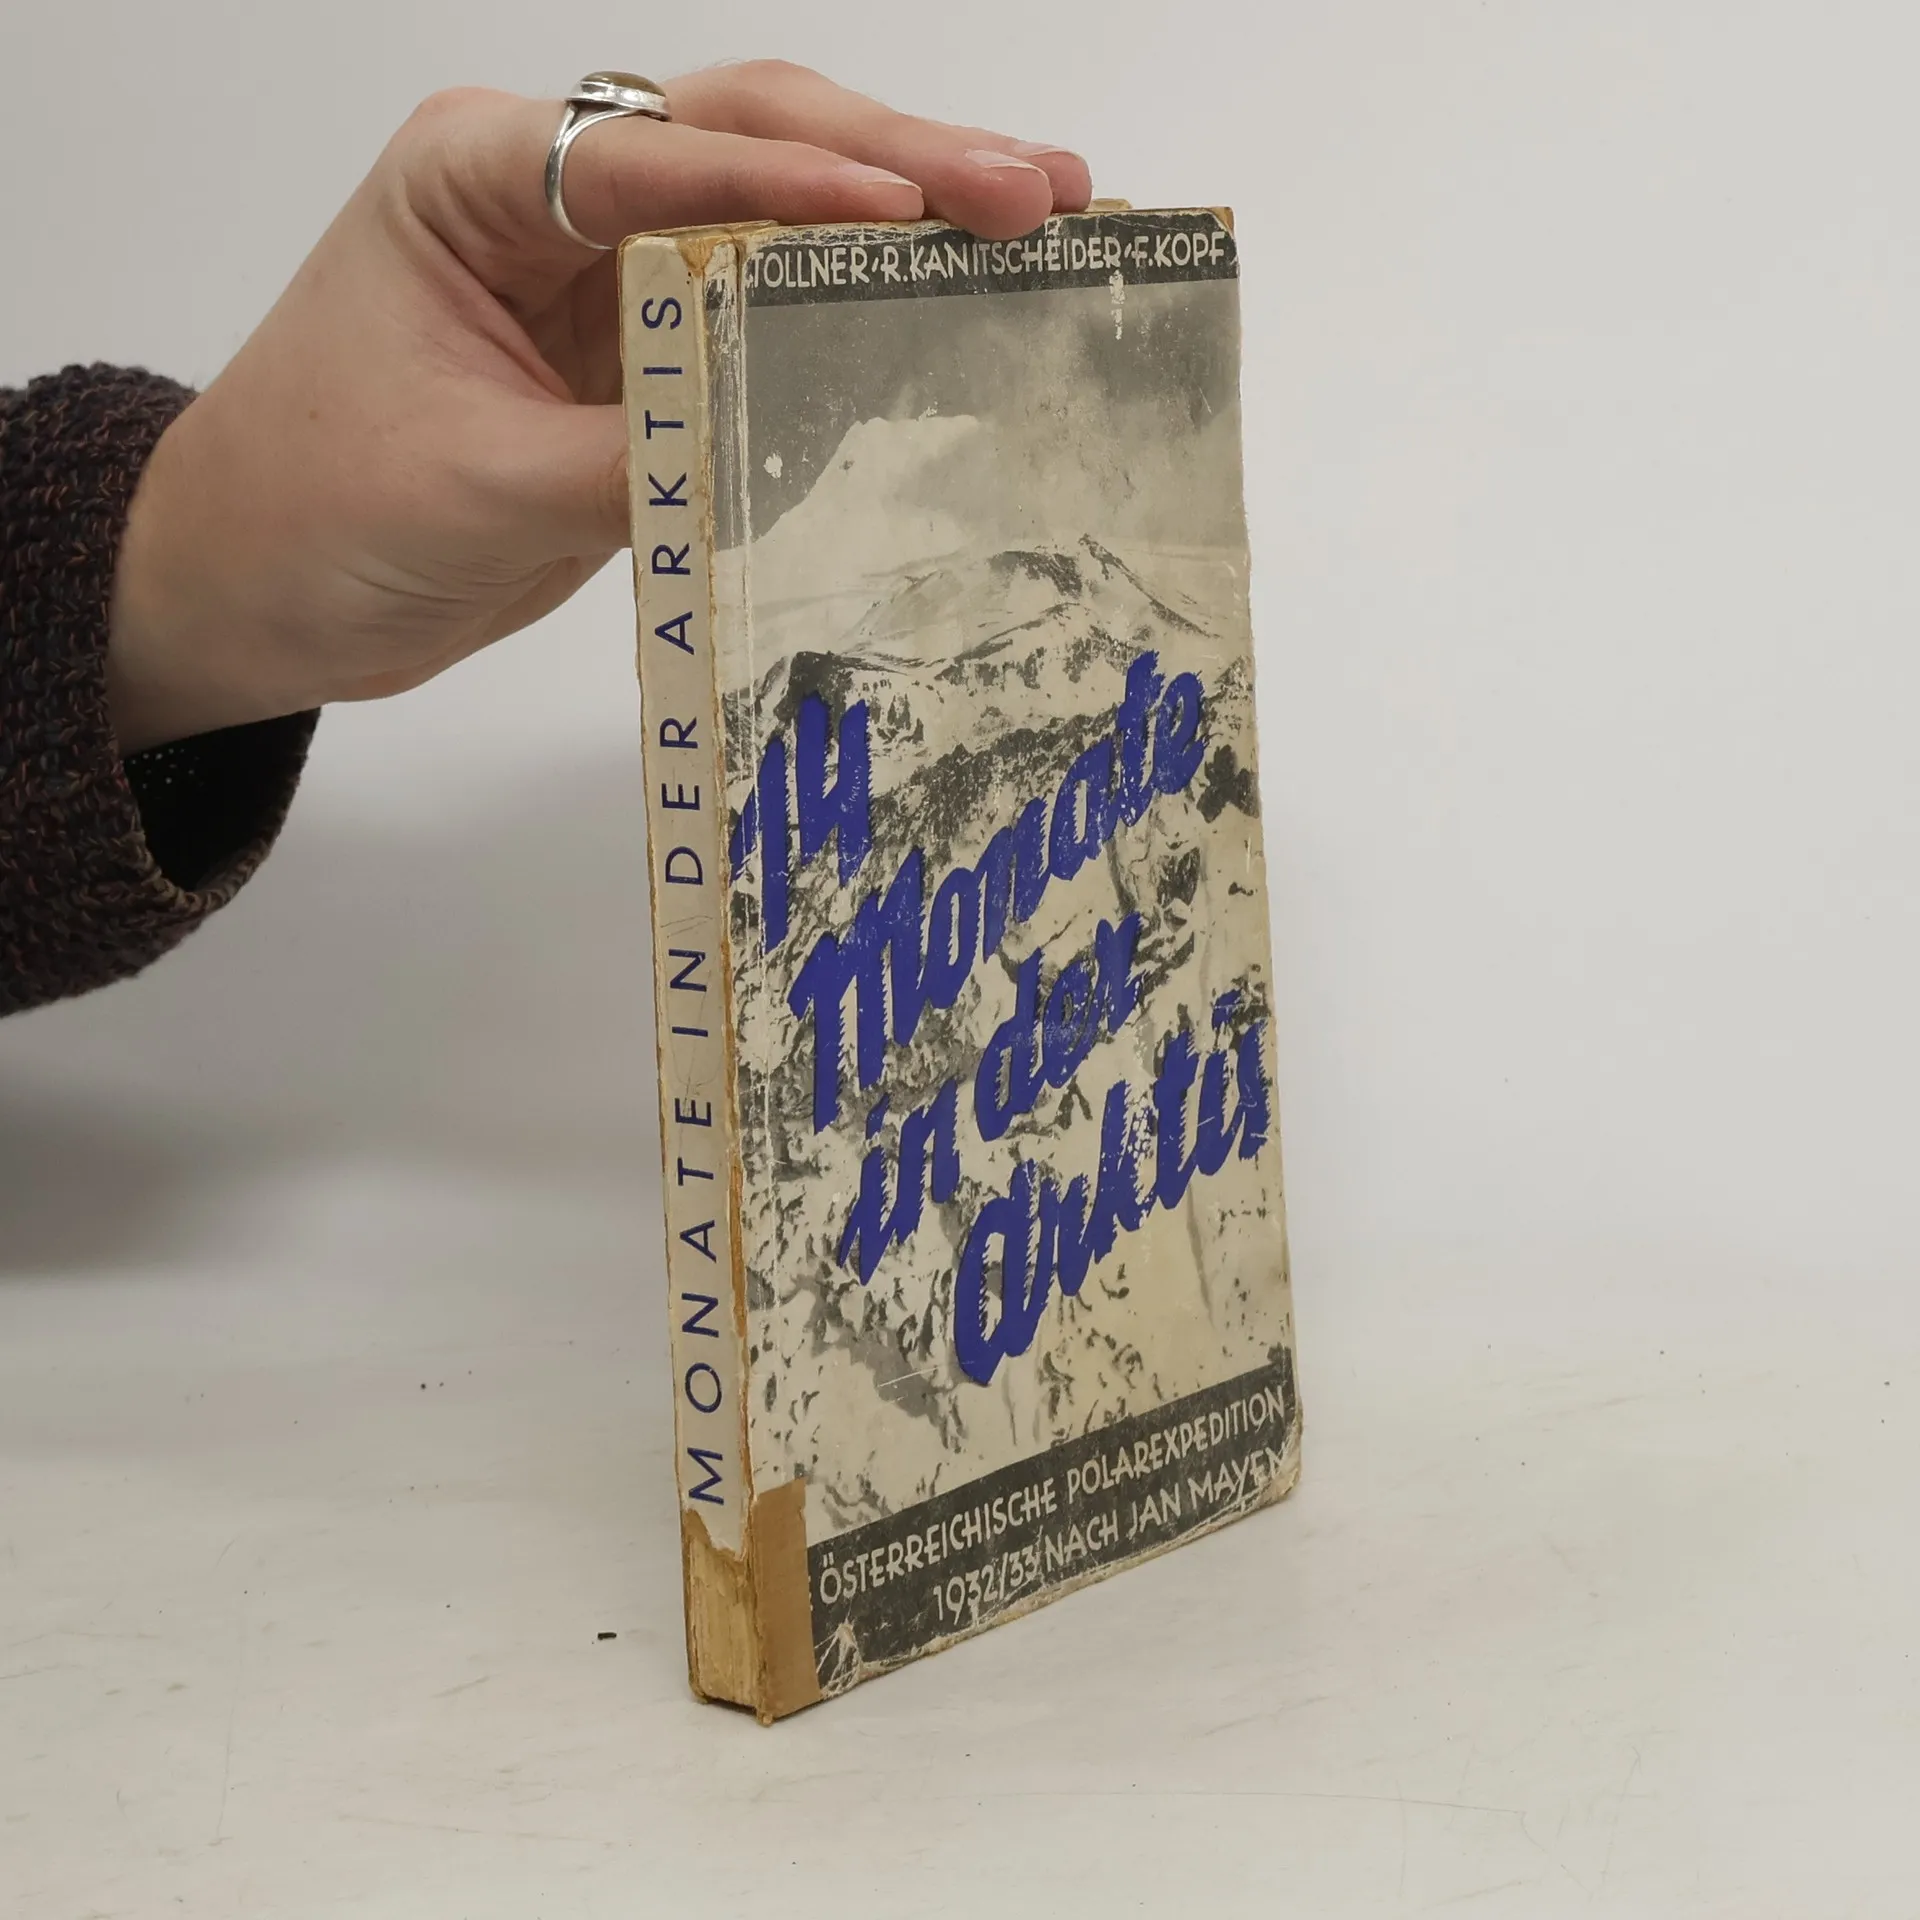 TOLLNER·R.KANITSCHEIDER·F.KOPF
14
Monate
in der
Arktis
ÖSTERREICHISCHE POLAREXPEDITION
1932/33 NACH JAN MAYEN
MONATE IN DER ARKTIS